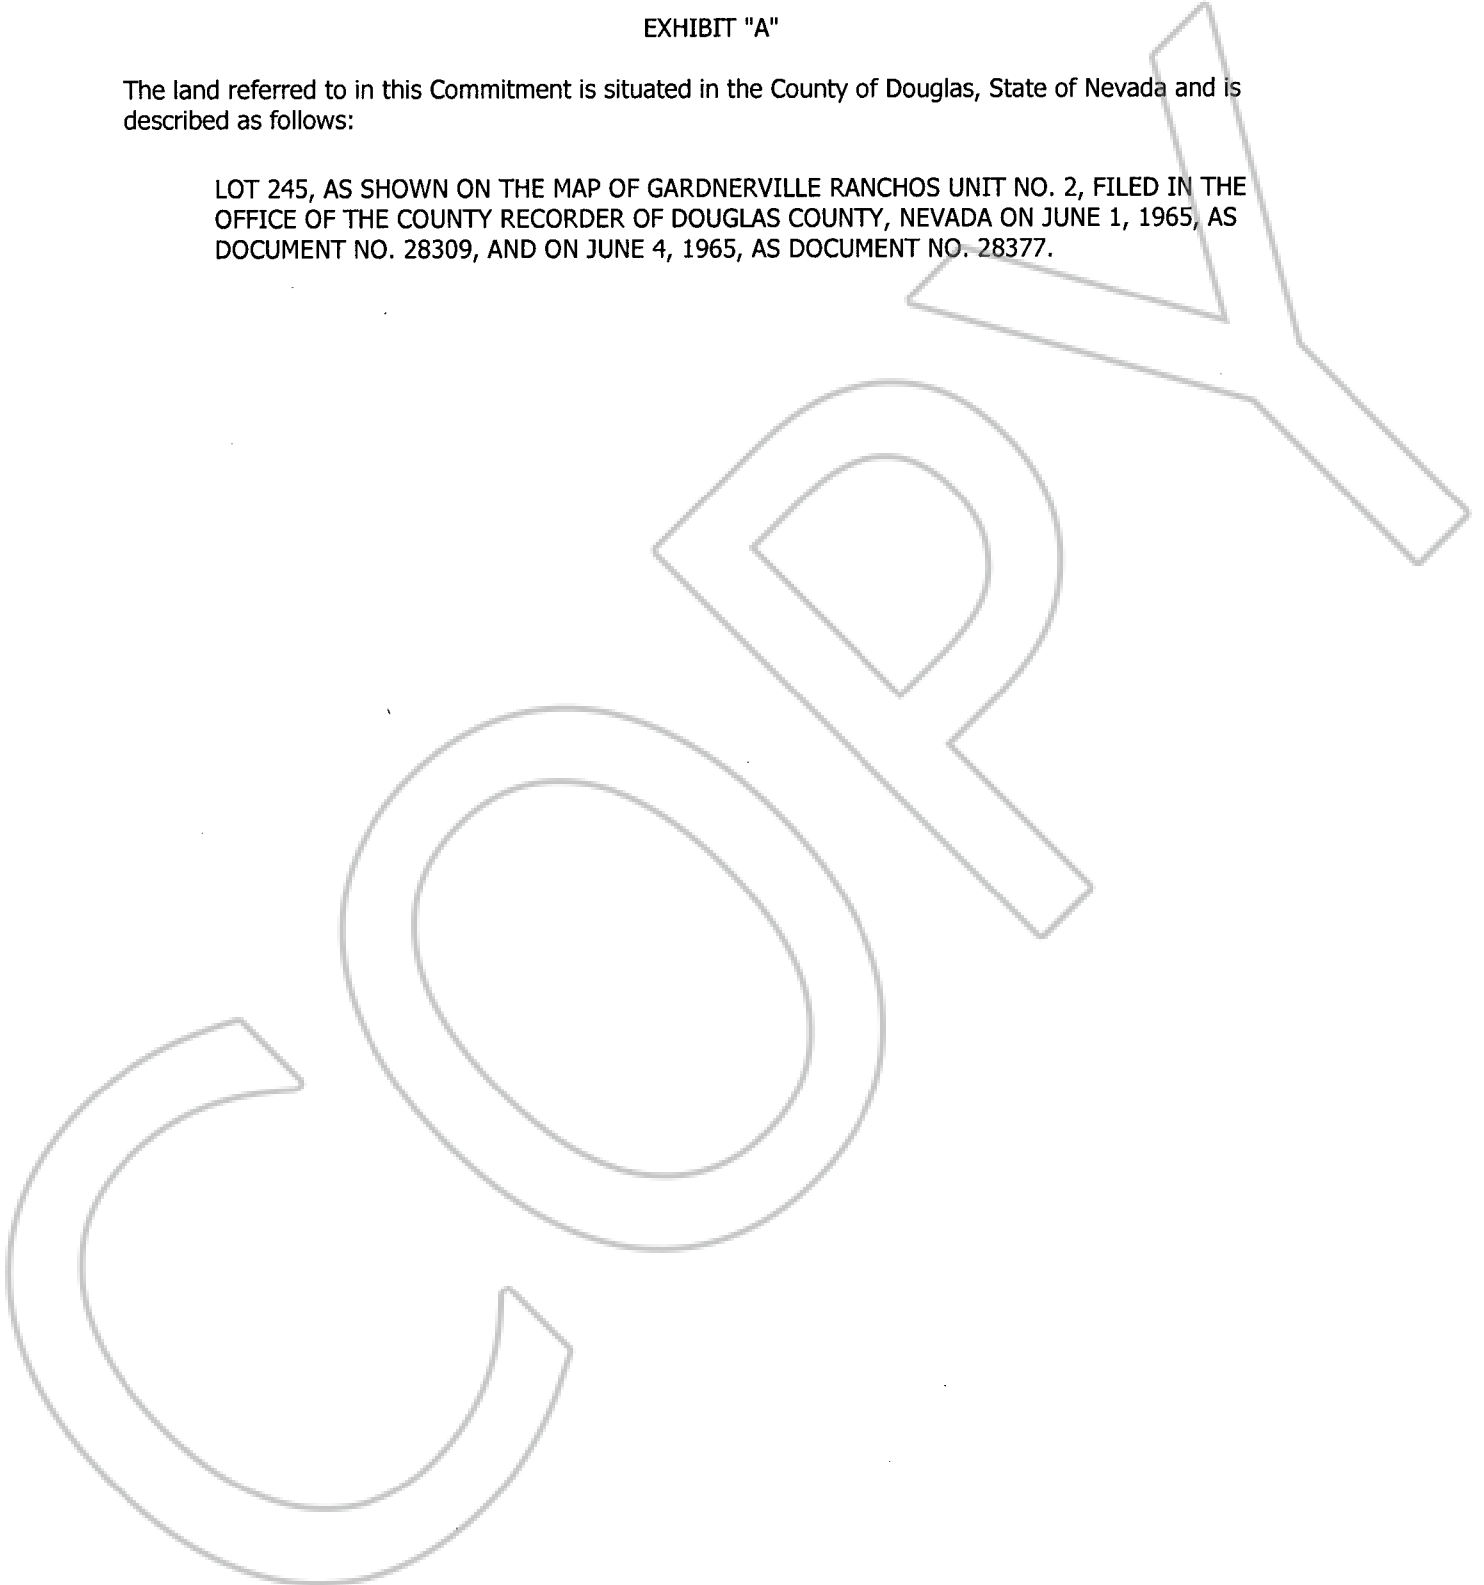 EXHIBIT "A"
The land referred to in this Commitment is situated in the County of Douglas, State of Nevada and is
described as follows:
LOT 245, AS SHOWN ON THE MAP OF GARDNERVILLE RANCHOS UNIT NO. 2, FILED IN THE
OFFICE OF THE COUNTY RECORDER OF DOUGLAS COUNTY, NEVADA ON JUNE 1, 1965, AS
DOCUMENT NO. 28309, AND ON JUNE 4, 1965, AS DOCUMENT NO. 28377.
COPY